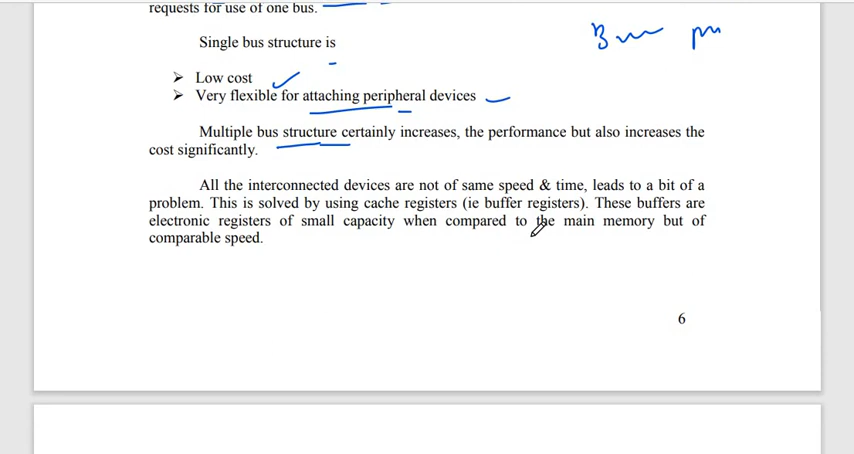 requests for use of one bus.
Single bus structure is
➤ Low cost
➤ Very flexible for attaching peripheral devices
Multiple bus structure certainly increases, the performance but also increases the
cost significantly.
All the interconnected devices are not of same speed & time, leads to a bit of a
problem. This is solved by using cache registers (ie buffer registers). These buffers are
electronic registers of small capacity when compared to the main memory but of
comparable speed.
6